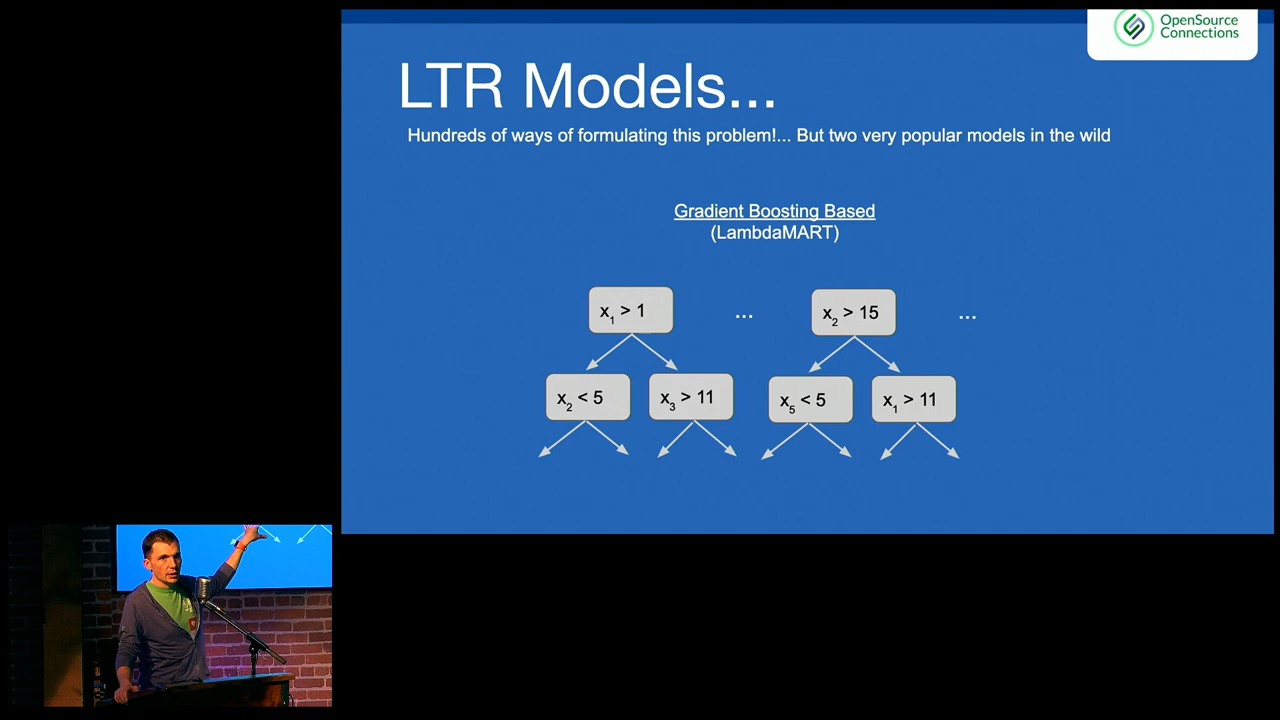 OpenSource
Connections
LTR Models...
Hundreds of ways of formulating this problem!... But two very popular models in the wild
Gradient Boosting Based
(LambdaMART)
x₁ > 1 ... x₂ > 15 ...
x₂ < 5 x₃ > 11 x₅ < 5 x₁ > 11